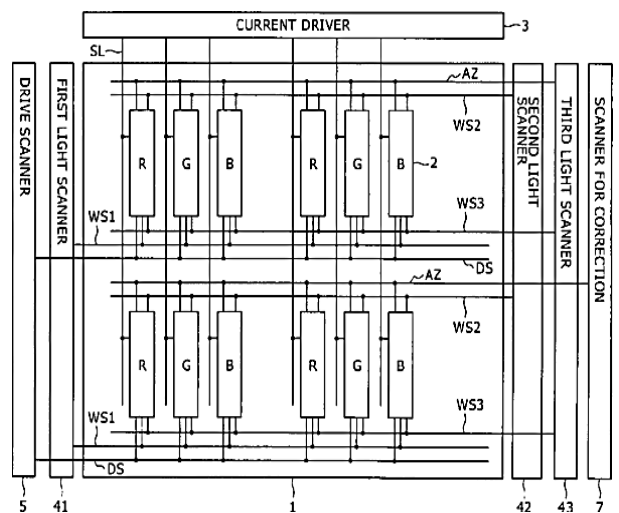 CURRENT DRIVER
3
SL
DRIVE SCANNER
FIRST LIGHT SCANNER
SECOND LIGHT
SCANNER
THIRD LIGHT SCANNER
SCANNER FOR CORRECTION
AZ
WS2
R
G
B
R
G
B
2
WS1
WS3
DS
AZ
WS2
R
G
B
R
G
B
WS1
WS3
DS
5
41
1
42
43
7